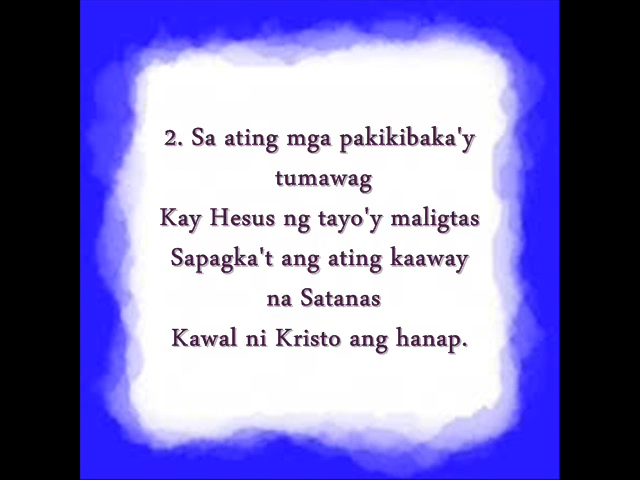 2. Sa ating mga pakikibaka'y
tumawag
Kay Hesus ng tayo'y maligtas
Sapagka't ang ating kaaway
na Satanas
Kawal ni Kristo ang hanap.